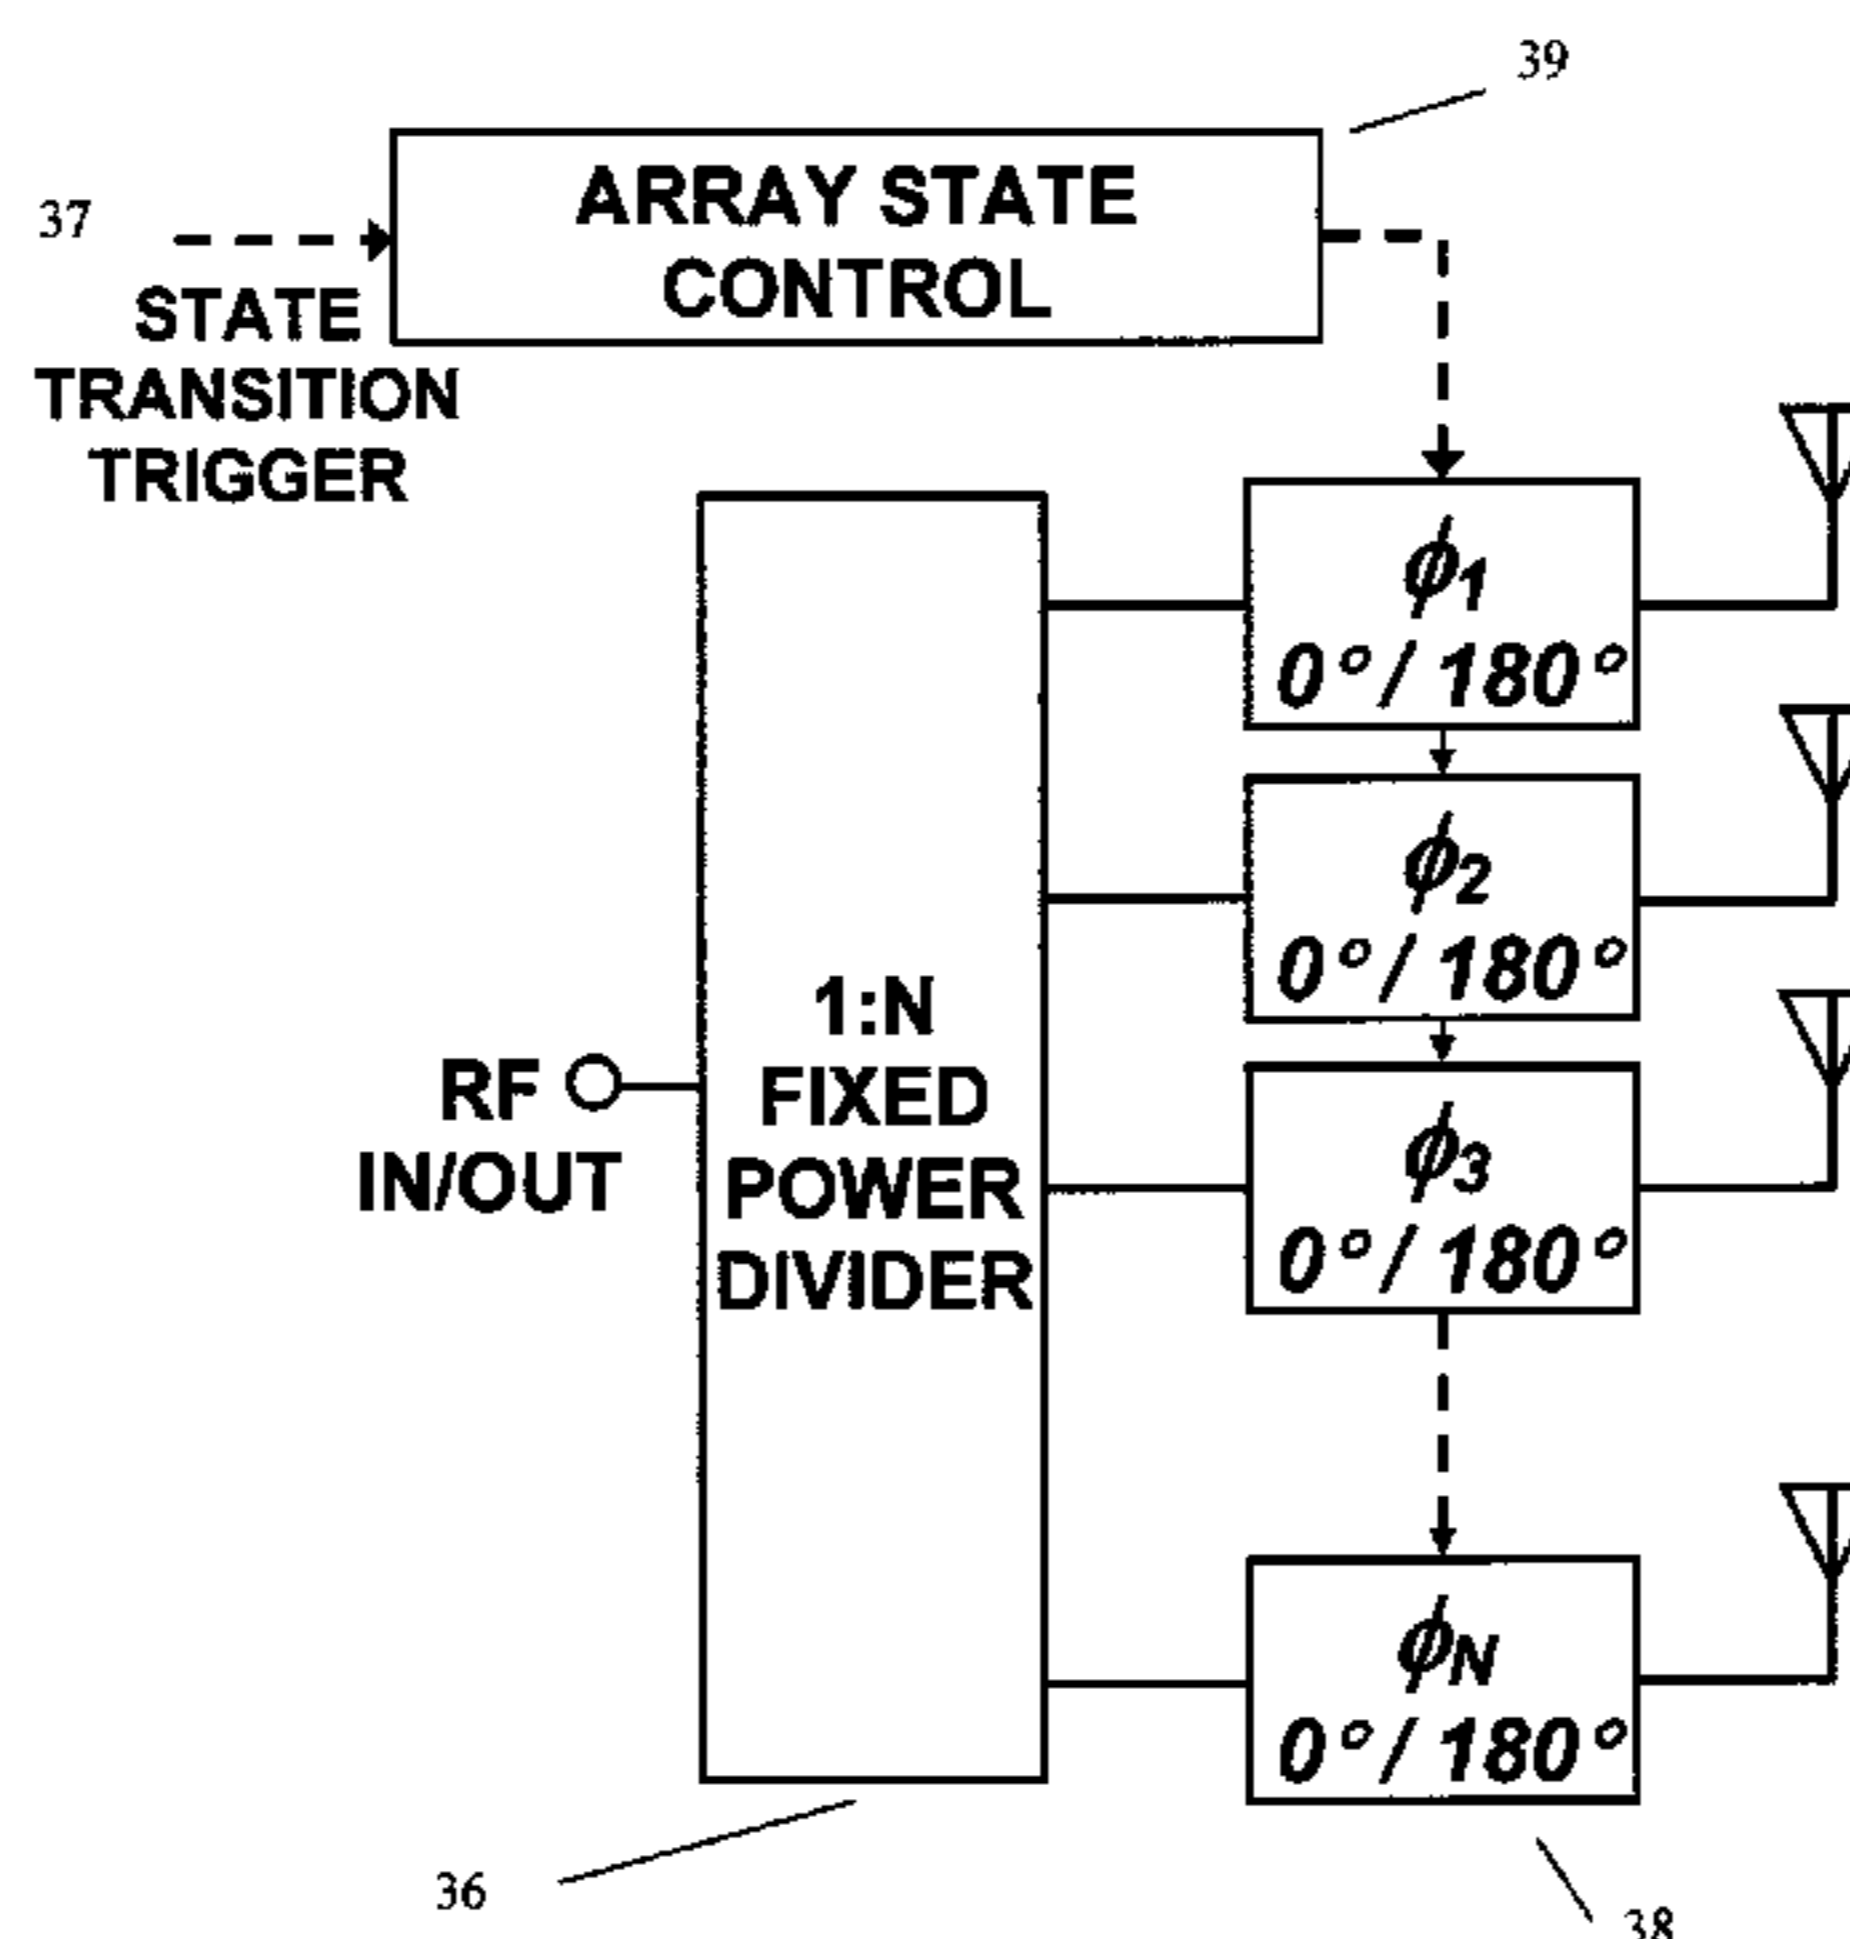 39
ARRAY STATE
CONTROL
37
STATE
TRANSITION
TRIGGER
ϕ1
0°/180°
ϕ2
0°/180°
1:N
FIXED
POWER
DIVIDER
RF
IN/OUT
ϕ3
0°/180°
ϕN
0°/180°
36
38